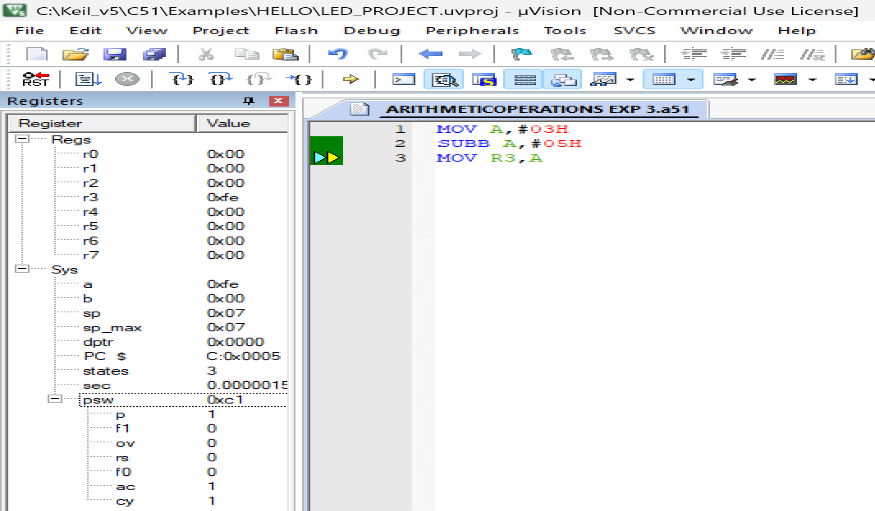 C:\Keil_v5\C51\Examples\HELLO\LED_PROJECT.uvproj - µVision [Non-Commercial Use License]
File Edit View Project Flash Debug Peripherals Tools SVCS Window Help
RST
Registers
ARITHMETICOPERATIONS EXP 3.a51
Register Value
Regs
r0 0x00
r1 0x00
r2 0x00
r3 0xfe
r4 0x00
r5 0x00
r6 0x00
r7 0x00
Sys
a 0xfe
b 0x00
sp 0x07
sp_max 0x07
dptr 0x0000
PC $ C:0x0005
states 3
sec 0.0000015
psw 0xc1
p 1
f1 0
ov 0
rs 0
f0 0
ac 1
cy 1
1 MOV A,#03H
2 SUBB A,#05H
3 MOV R3,A